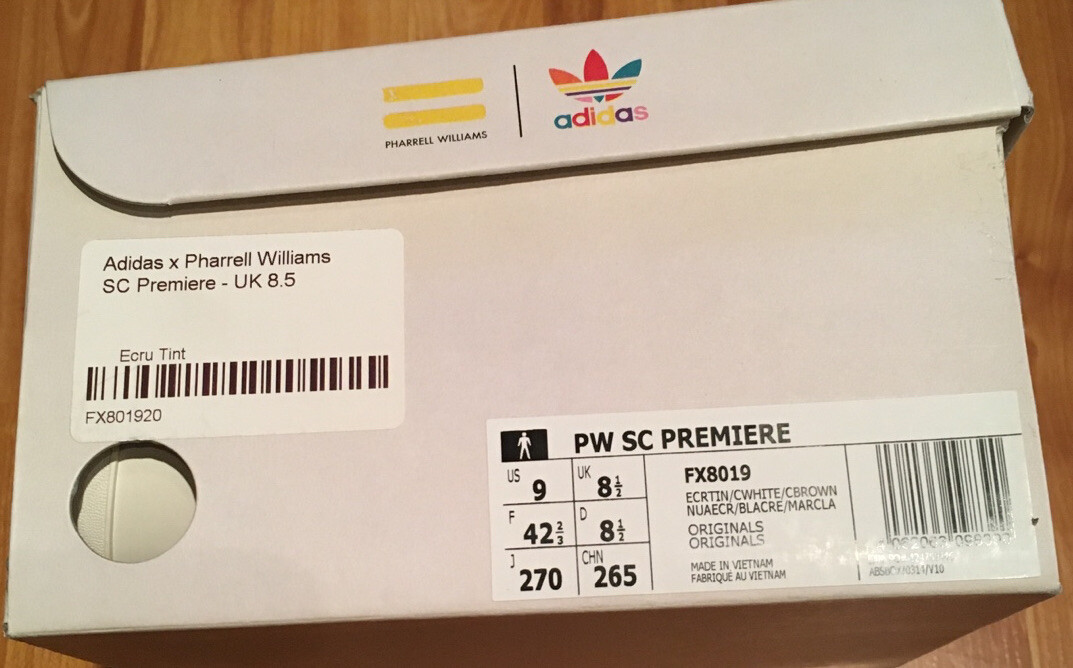 PHARRELL WILLIAMS
adidas
Adidas x Pharrell Williams
SC Premiere - UK 8.5
Ecru Tint
FX801920
PW SC PREMIERE
US 9 UK 8½
F 42⅔ D 8½
J 270 CHN 265
FX8019
ECRTIN/CWHITE/CBROWN
NUAECR/BLACRE/MARCLA
ORIGINALS
ORIGINALS
MADE IN VIETNAM
FABRIQUÉ AU VIETNAM